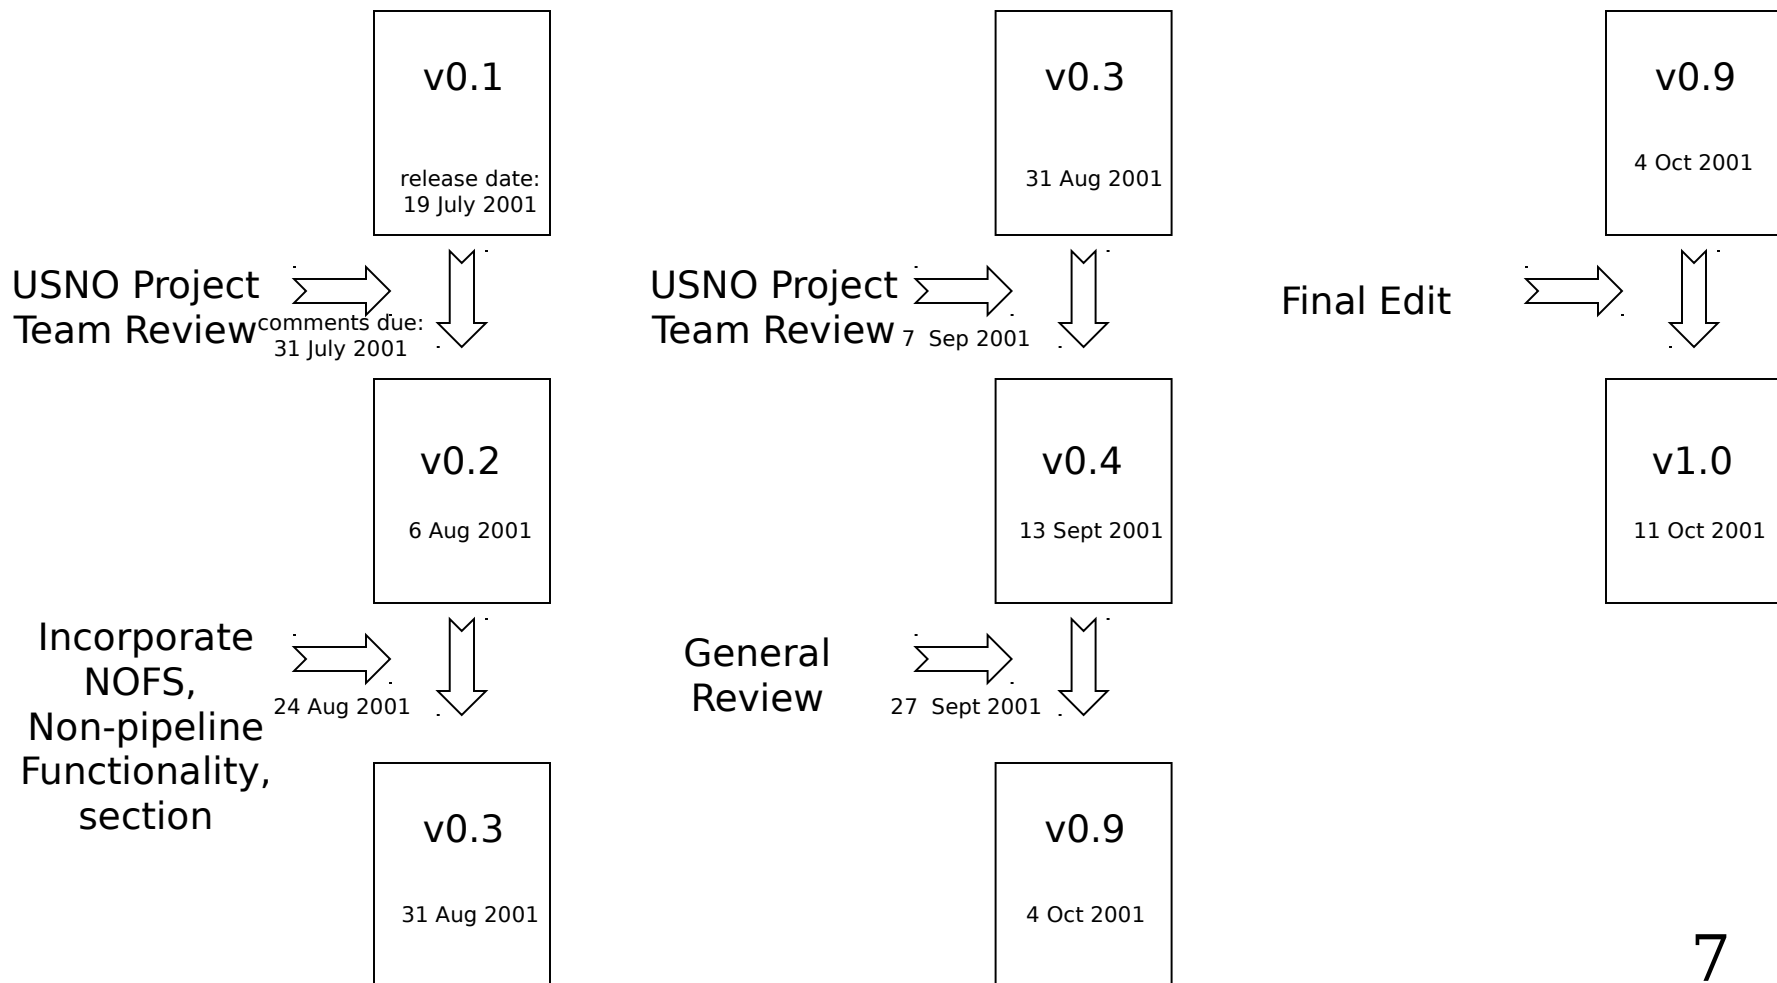 v0.1
release date:
19 July 2001
USNO Project
Team Review
comments due:
31 July 2001
v0.2
6 Aug 2001
Incorporate
NOFS,
Non-pipeline
Functionality,
section
24 Aug 2001
v0.3
31 Aug 2001
v0.3
31 Aug 2001
USNO Project
Team Review
7 Sep 2001
v0.4
13 Sept 2001
General
Review
27 Sept 2001
v0.9
4 Oct 2001
v0.9
4 Oct 2001
Final Edit
v1.0
11 Oct 2001
7